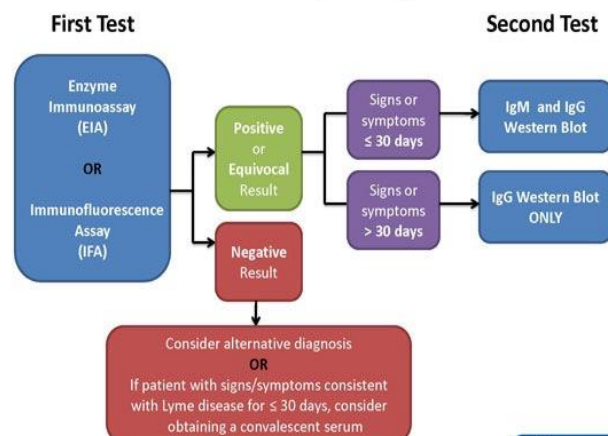 First Test
Second Test
Enzyme
Immunoassay
(EIA)
OR
Immunofluorescence
Assay
(IFA)
Positive
or
Equivocal
Result
Negative
Result
Signs or
symptoms
≤ 30 days
Signs or
symptoms
> 30 days
IgM and IgG
Western Blot
IgG Western Blot
ONLY
Consider alternative diagnosis
OR
If patient with signs/symptoms consistent
with Lyme disease for ≤ 30 days, consider
obtaining a convalescent serum